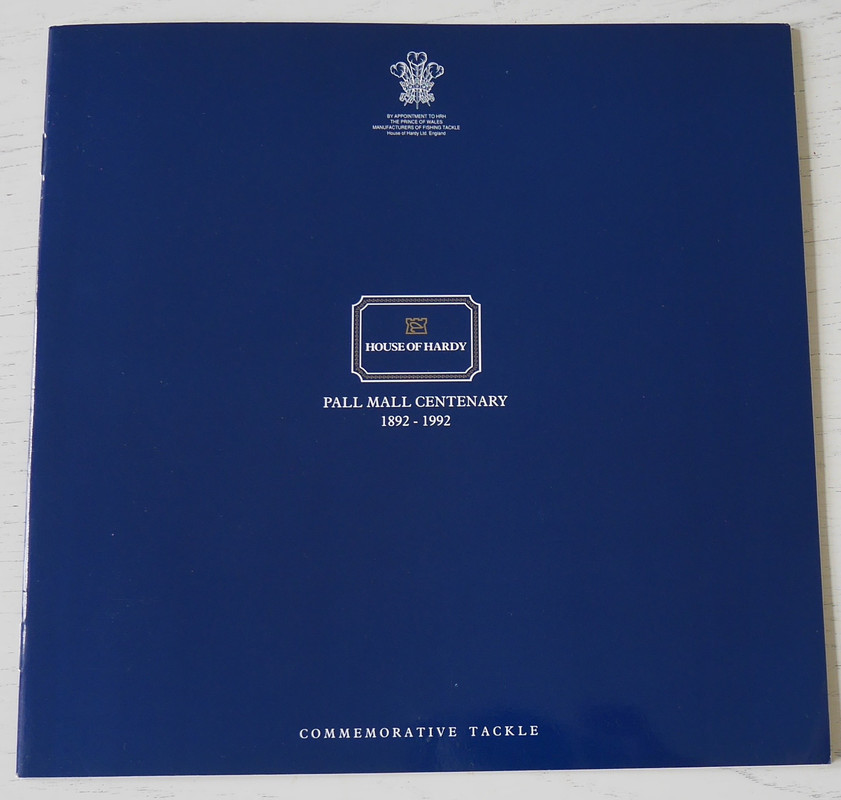 BY APPOINTMENT TO HRH
THE PRINCE OF WALES
MANUFACTURERS OF FISHING TACKLE
House of Hardy Ltd. England
HOUSE OF HARDY
PALL MALL CENTENARY
1892 - 1992
COMMEMORATIVE TACKLE